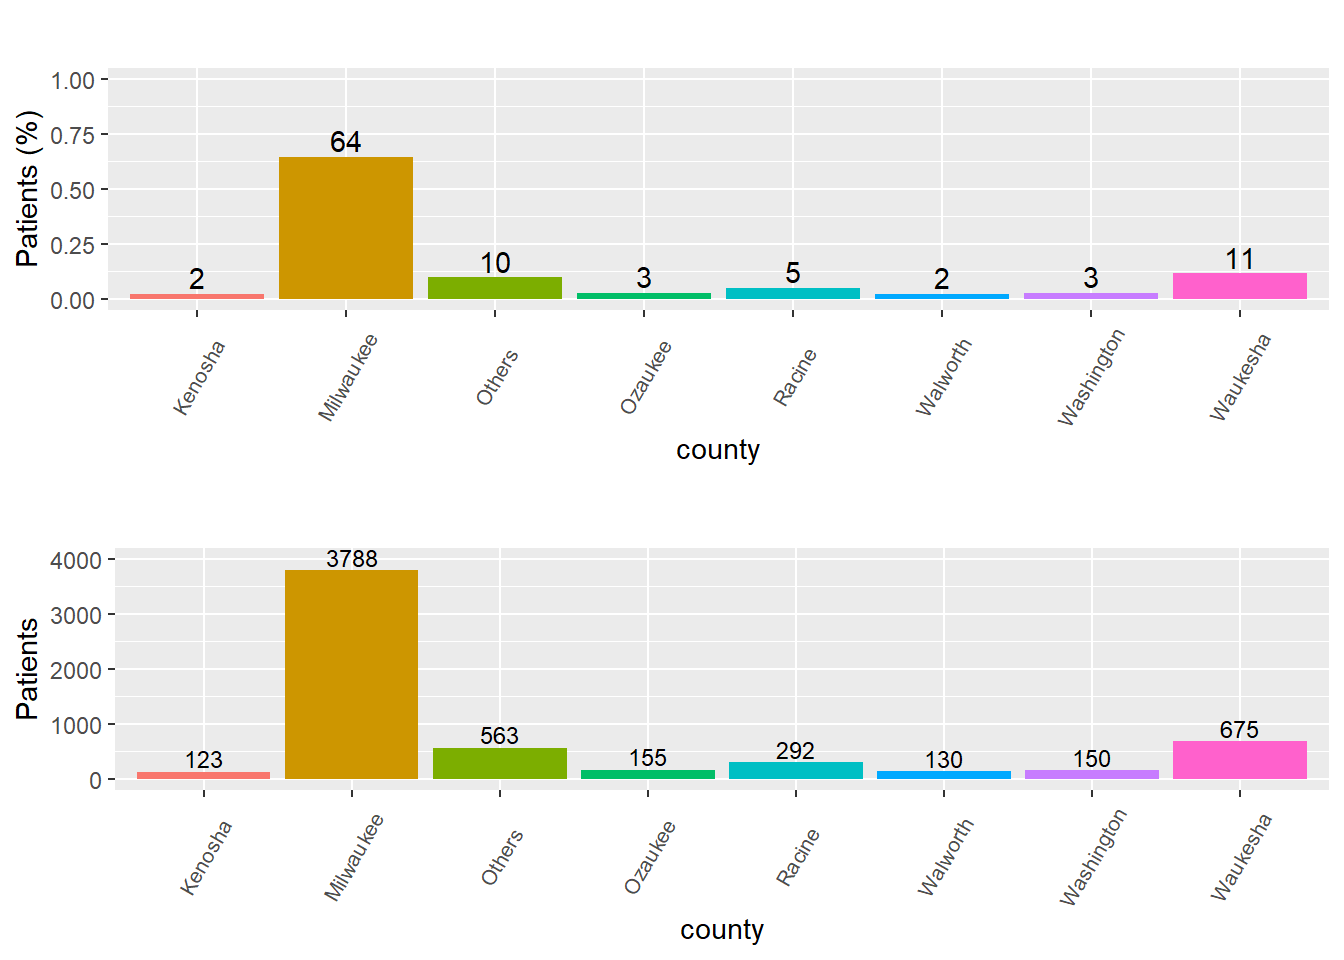 Patients (%)
1.00
0.75
0.50
0.25
0.00
2
64
10
3
5
2
3
11
Kenosha
Milwaukee
Others
Ozaukee
Racine
Walworth
Washington
Waukesha
county
Patients
4000
3000
2000
1000
0
123
3788
563
155
292
130
150
675
Kenosha
Milwaukee
Others
Ozaukee
Racine
Walworth
Washington
Waukesha
county